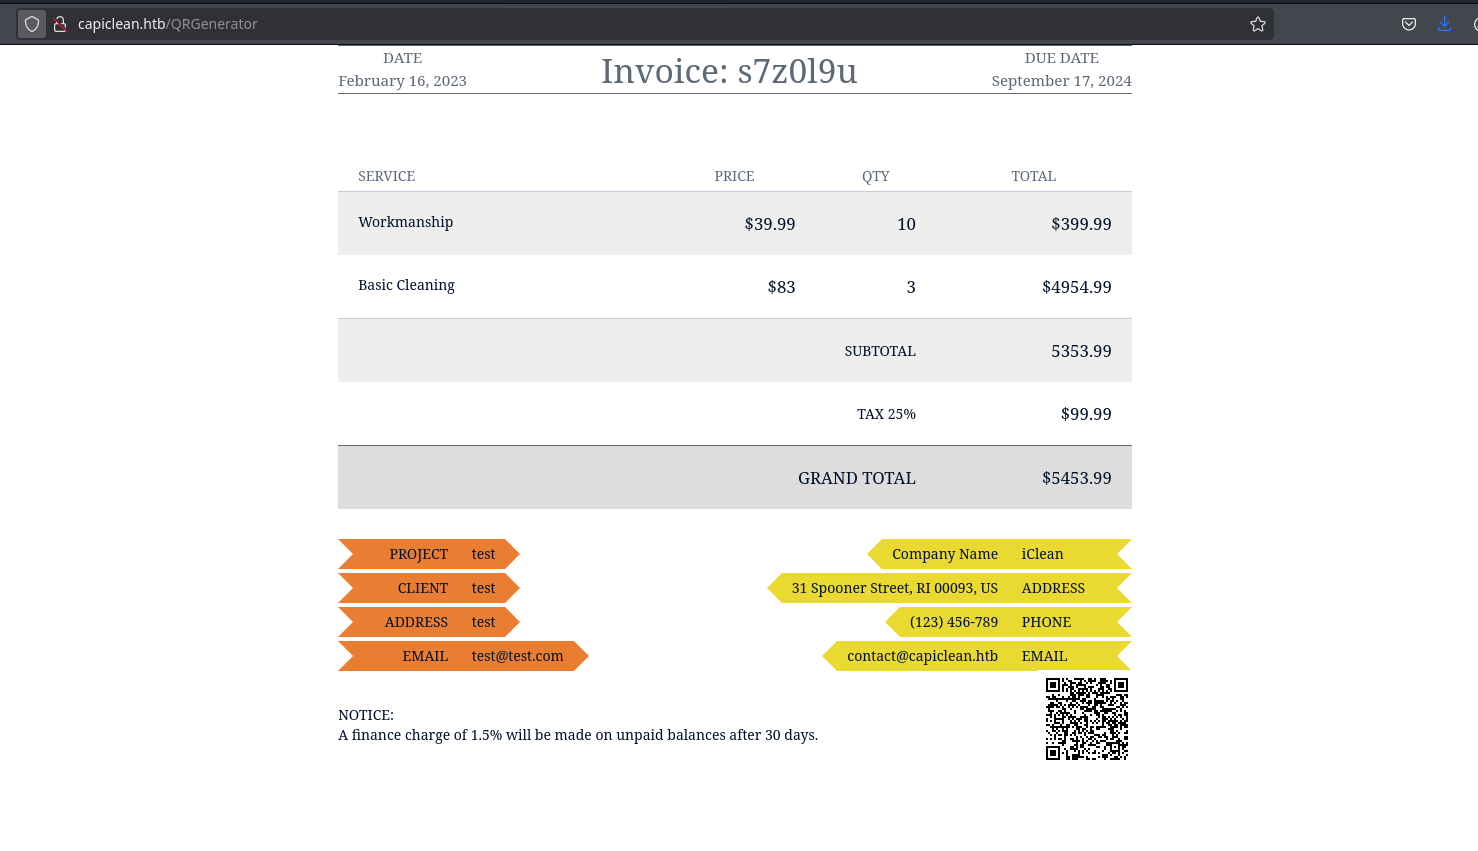 capiclean.htb/QRGenerator
DATE
February 16, 2023
Invoice: s7z0l9u
DUE DATE
September 17, 2024
SERVICE PRICE QTY TOTAL
Workmanship $39.99 10 $399.99
Basic Cleaning $83 3 $4954.99
SUBTOTAL 5353.99
TAX 25% $99.99
GRAND TOTAL $5453.99
PROJECT test
CLIENT test
ADDRESS test
EMAIL test@test.com
Company Name iClean
31 Spooner Street, RI 00093, US ADDRESS
(123) 456-789 PHONE
contact@capiclean.htb EMAIL
NOTICE:
A finance charge of 1.5% will be made on unpaid balances after 30 days.